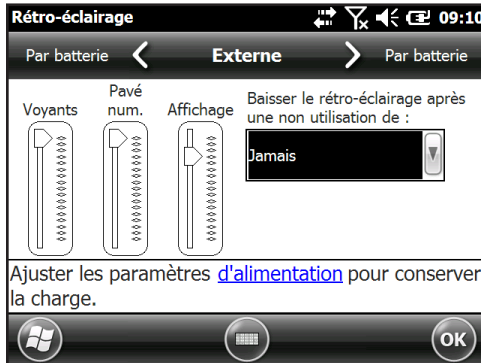 Rétro-éclairage 09:10
Par batterie Externe Par batterie
Voyants
Pavé
num.
Affichage
Baisser le rétro-éclairage après
une non utilisation de :
Jamais
Ajuster les paramètres d'alimentation pour conserver
la charge.
OK